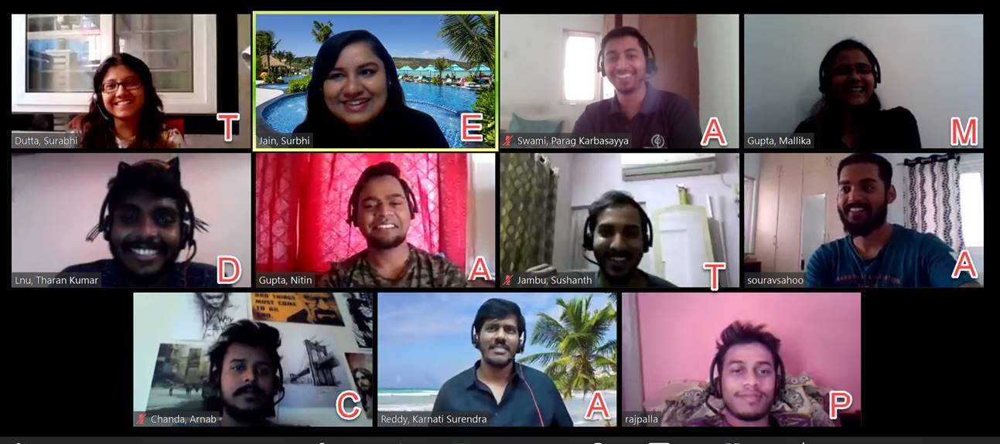 T
Dutta, Surabhi
E
Jain, Surbhi
A
Swami, Parag Karbasayya
M
Gupta, Mallika
D
Lnu, Tharan Kumar
A
Gupta, Nitin
T
Jambu, Sushanth
A
souravsahoo
BAD THINGS
MUST COME
TO AN
END.
C
Chanda, Arnab
A
Reddy, Karnati Surendra
P
rajpalla